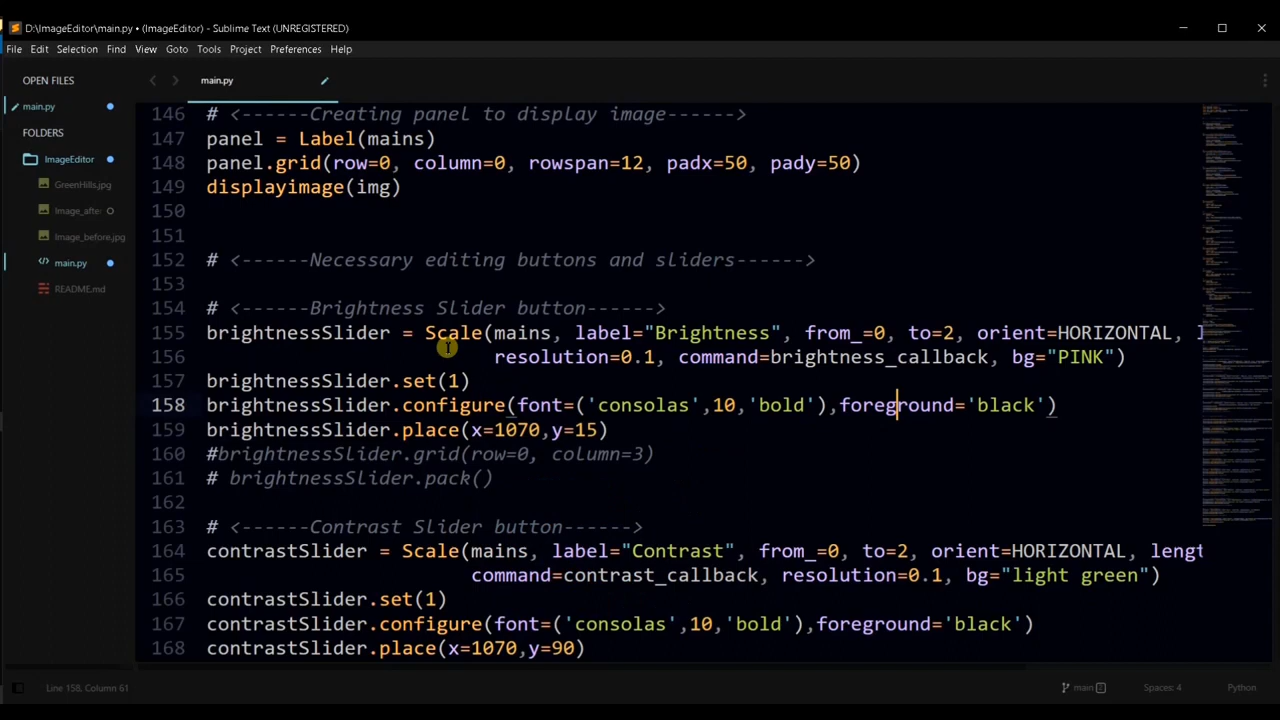 D:\ImageEditor\main.py • (ImageEditor) - Sublime Text (UNREGISTERED)
File Edit Selection Find View Goto Tools Project Preferences Help
OPEN FILES
main.py
FOLDERS
ImageEditor
GreenHills.jpg
Image_afte
Image_before.jpg
main.py
README.md
main.py
146 # <------Creating panel to display image------>
147 panel = Label(mains)
148 panel.grid(row=0, column=0, rowspan=12, padx=50, pady=50)
149 displayimage(img)
150
151
152 # <------Necessary editing buttons and sliders------>
153
154 # <------Brightness Slider button------>
155 brightnessSlider = Scale(mains, label="Brightness", from_=0, to=2, orient=HORIZONTAL, l
156 resolution=0.1, command=brightness_callback, bg="PINK")
157 brightnessSlider.set(1)
158 brightnessSlider.configure(font=('consolas',10,'bold'),foreground='black')
159 brightnessSlider.place(x=1070,y=15)
160 #brightnessSlider.grid(row=0, column=3)
161 # brightnessSlider.pack()
162
163 # <------Contrast Slider button------>
164 contrastSlider = Scale(mains, label="Contrast", from_=0, to=2, orient=HORIZONTAL, lengt
165 command=contrast_callback, resolution=0.1, bg="light green")
166 contrastSlider.set(1)
167 contrastSlider.configure(font=('consolas',10,'bold'),foreground='black')
168 contrastSlider.place(x=1070,y=90)
Line 158, Column 61
main 2
Spaces: 4
Python